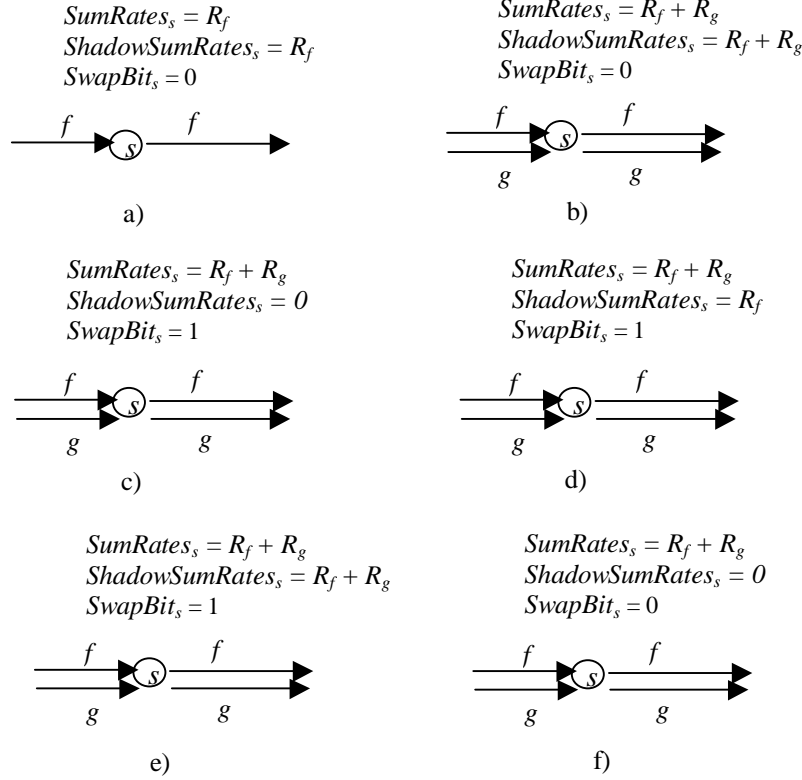 SumRates_s = R_f
ShadowSumRates_s = R_f
SwapBit_s = 0
f f
s
a)
SumRates_s = R_f + R_g
ShadowSumRates_s = R_f + R_g
SwapBit_s = 0
f f
s
g g
b)
SumRates_s = R_f + R_g
ShadowSumRates_s = 0
SwapBit_s = 1
f f
s
g g
c)
SumRates_s = R_f + R_g
ShadowSumRates_s = R_f
SwapBit_s = 1
f f
s
g g
d)
SumRates_s = R_f + R_g
ShadowSumRates_s = R_f + R_g
SwapBit_s = 1
f f
s
g g
e)
SumRates_s = R_f + R_g
ShadowSumRates_s = 0
SwapBit_s = 0
f f
s
g g
f)